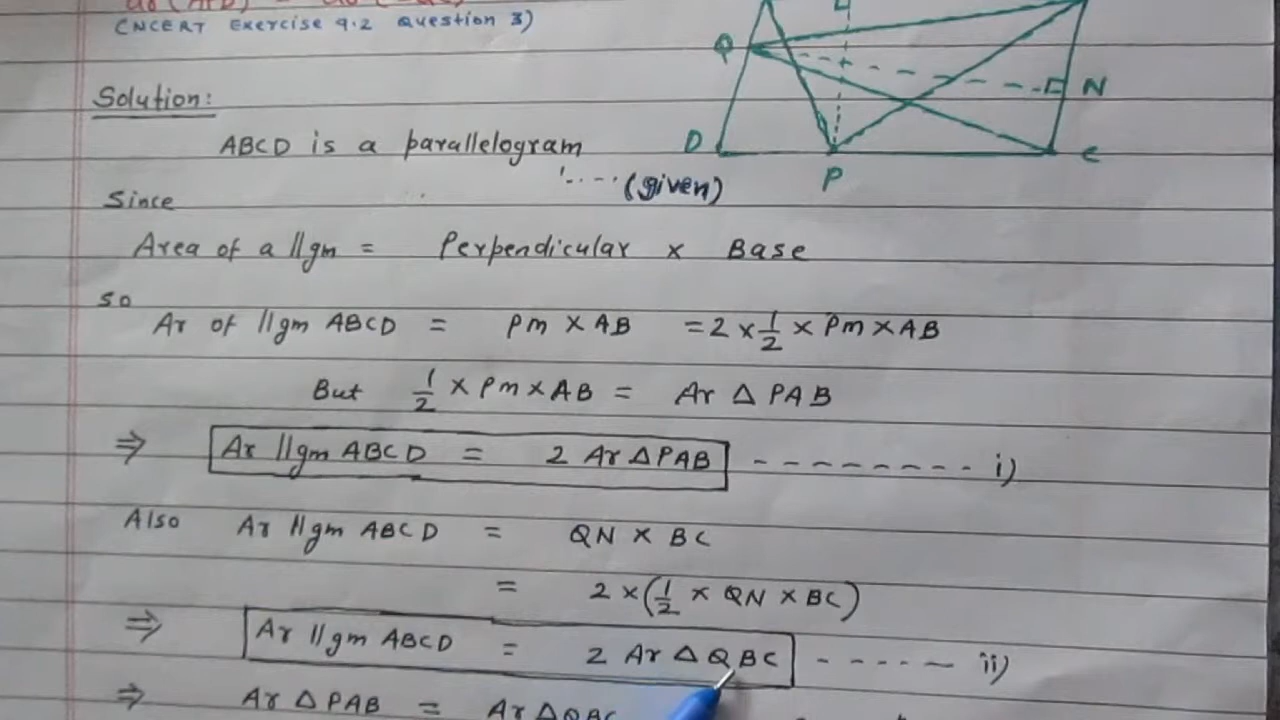 (NCERT Exercise 9.2 Question 3)
Q
N
D
P
C
Solution:
ABCD is a parallelogram
..... (given)
Since
Area of a ||gm = Perpendicular × Base
So
Ar of ||gm ABCD = Pm × AB = 2 × 1/2 × Pm × AB
But 1/2 × Pm × AB = Ar Δ PAB
⇒ Ar ||gm ABCD = 2 Ar Δ PAB --------- i)
Also Ar ||gm ABCD = QN × BC
= 2 × (1/2 × QN × BC)
⇒ Ar ||gm ABCD = 2 Ar Δ QBC ------ ii)
⇒ Ar Δ PAB = Ar Δ QBC